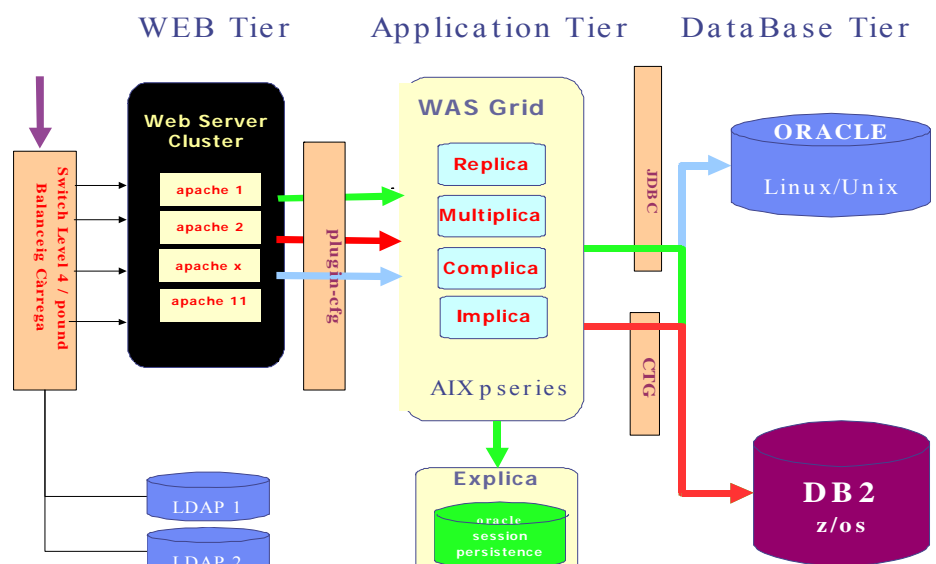 WEB Tier
Application Tier
DataBase Tier
Switch Level 4 / pound
Balanceig Càrrega
Web Server
Cluster
apache 1
apache 2
apache x
apache 11
plugin-cfg
WAS Grid
Replica
Multiplica
Complica
Implica
AIX pseries
JDBC
CTG
ORACLE
Linux/Unix
DB2
z/os
Explica
oracle
session
persistence
LDAP 1
LDAP 2